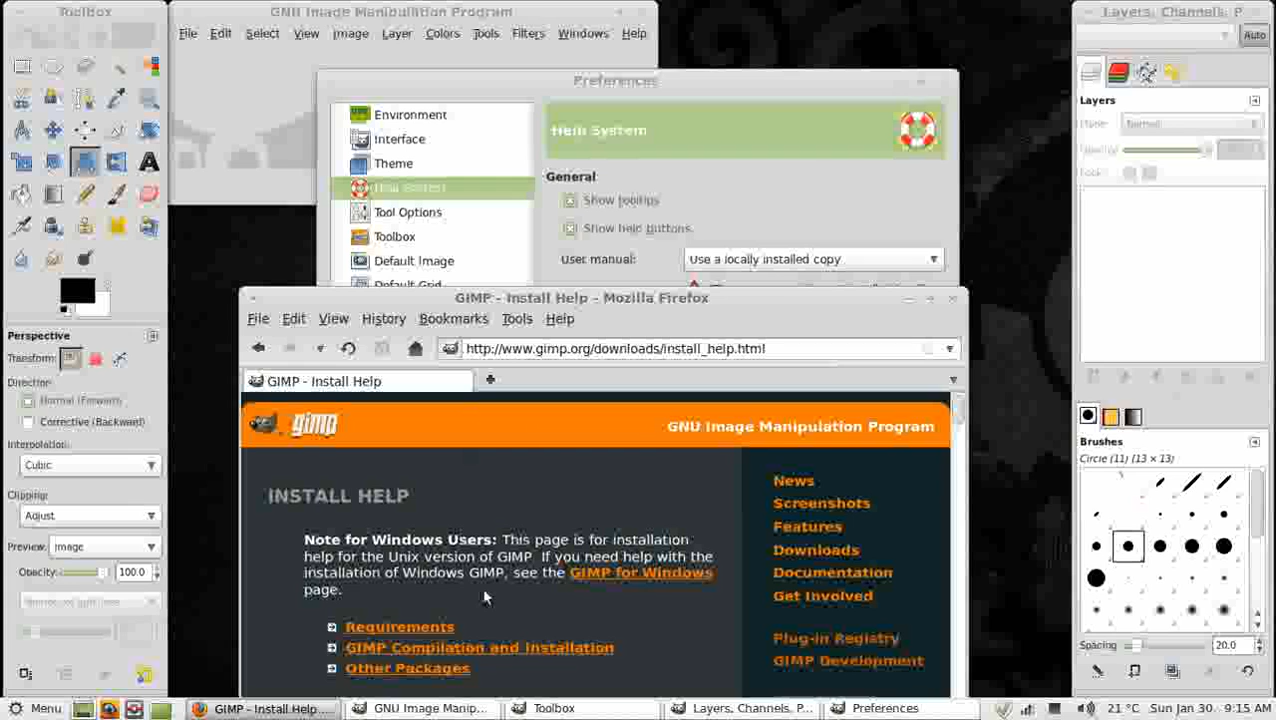 Toolbox
GNU Image Manipulation Program
File Edit Select View Image Layer Colors Tools Filters Windows Help
Preferences
Environment
Interface
Theme
Help System
Tool Options
Toolbox
Default Image
Default Grid
Help System
General
Show tooltips
Show help buttons
User manual:
Use a locally installed copy
Layers, Channels, P
Auto
Layers
Mode: Normal
Opacity:
Lock:
Brushes
Circle (11) (13 × 13)
Spacing: 20.0
Perspective
Transform:
Direction:
Normal (Forward)
Corrective (Backward)
Interpolation:
Cubic
Clipping:
Adjust
Preview: Image
Opacity: 100.0
GIMP - Install Help - Mozilla Firefox
File Edit View History Bookmarks Tools Help
http://www.gimp.org/downloads/install_help.html
GIMP - Install Help
gimp
GNU Image Manipulation Program
INSTALL HELP
Note for Windows Users: This page is for installation
help for the Unix version of GIMP. If you need help with the
installation of Windows GIMP, see the GIMP for Windows
page.
Requirements
GIMP Compilation and Installation
Other Packages
News
Screenshots
Features
Downloads
Documentation
Get Involved
Plug-in Registry
GIMP Development
Menu
GIMP - Install Help...
GNU Image Manip...
Toolbox
Layers, Channels, P...
Preferences
21 °C Sun Jan 30, 9:15 AM